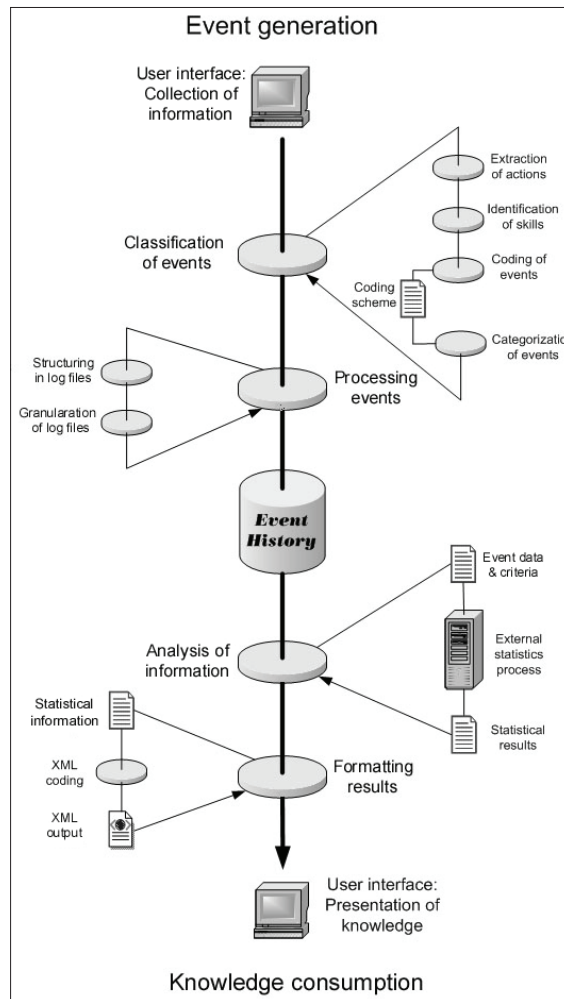 Event generation
User interface:
Collection of
information
Extraction
of actions
Identification
of skills
Classification
of events
Coding of
events
Coding
scheme
Categorizatio
of events
Structuring
in log files
Processing
events
Granularation
of log files
Event
History
Event data
& criteria
Analysis of
information
External
statistics
process
Statistical
information
Statistical
results
XML
coding
Formatting
results
XML
output
User interface:
Presentation of
knowledge
Knowledge consumption